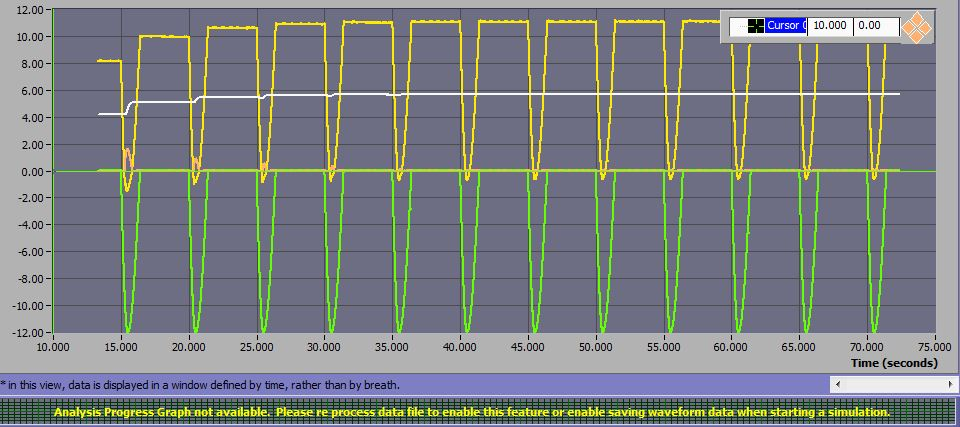 12.00
10.00
8.00
6.00
4.00
2.00
0.00
-2.00
-4.00
-6.00
-8.00
-10.00
-12.00
Cursor 10.000 0.00
10.000 15.000 20.000 25.000 30.000 35.000 40.000 45.000 50.000 55.000 60.000 65.000 70.000 75.000
Time (seconds)
* in this view, data is displayed in a window defined by time, rather than by breath.
Analysis Progress Graph not available. Please re process data file to enable this feature or enable saving waveform data when starting a simulation.